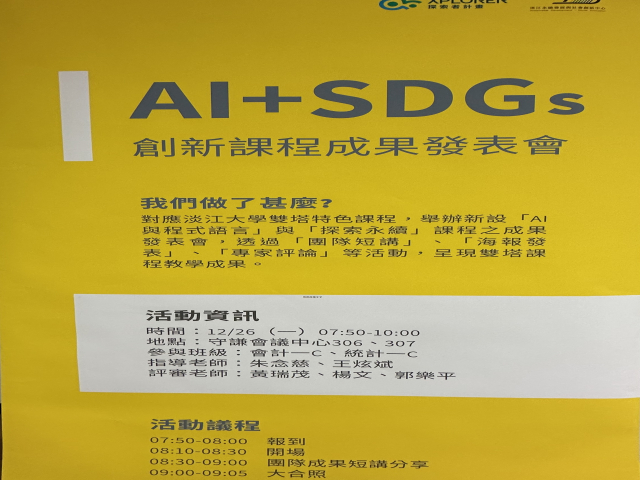 XPLORER
探索者計畫
AI+SDGs
創新課程成果發表會
我們做了甚麼?
對應淡江大學雙塔特色課程，舉辦新設「AI
與程式語言」與「探索永續」課程之成果
發表會，透過「團隊短講」、「海報發
表」、「專家評論」等活動，呈現雙塔課
程教學成果。
活動資訊
時間：12/26（一）07:50-10:00
地點：守謙會議中心306、307
參與班級：會計一C、統計一C
指導老師：朱念慈、王炫斌
評審老師：黃瑞茂、楊文、郭樂平
活動議程
07:50-08:00 報到
08:10-08:30 開場
08:30-09:00 團隊成果短講分享
09:00-09:05 大合照